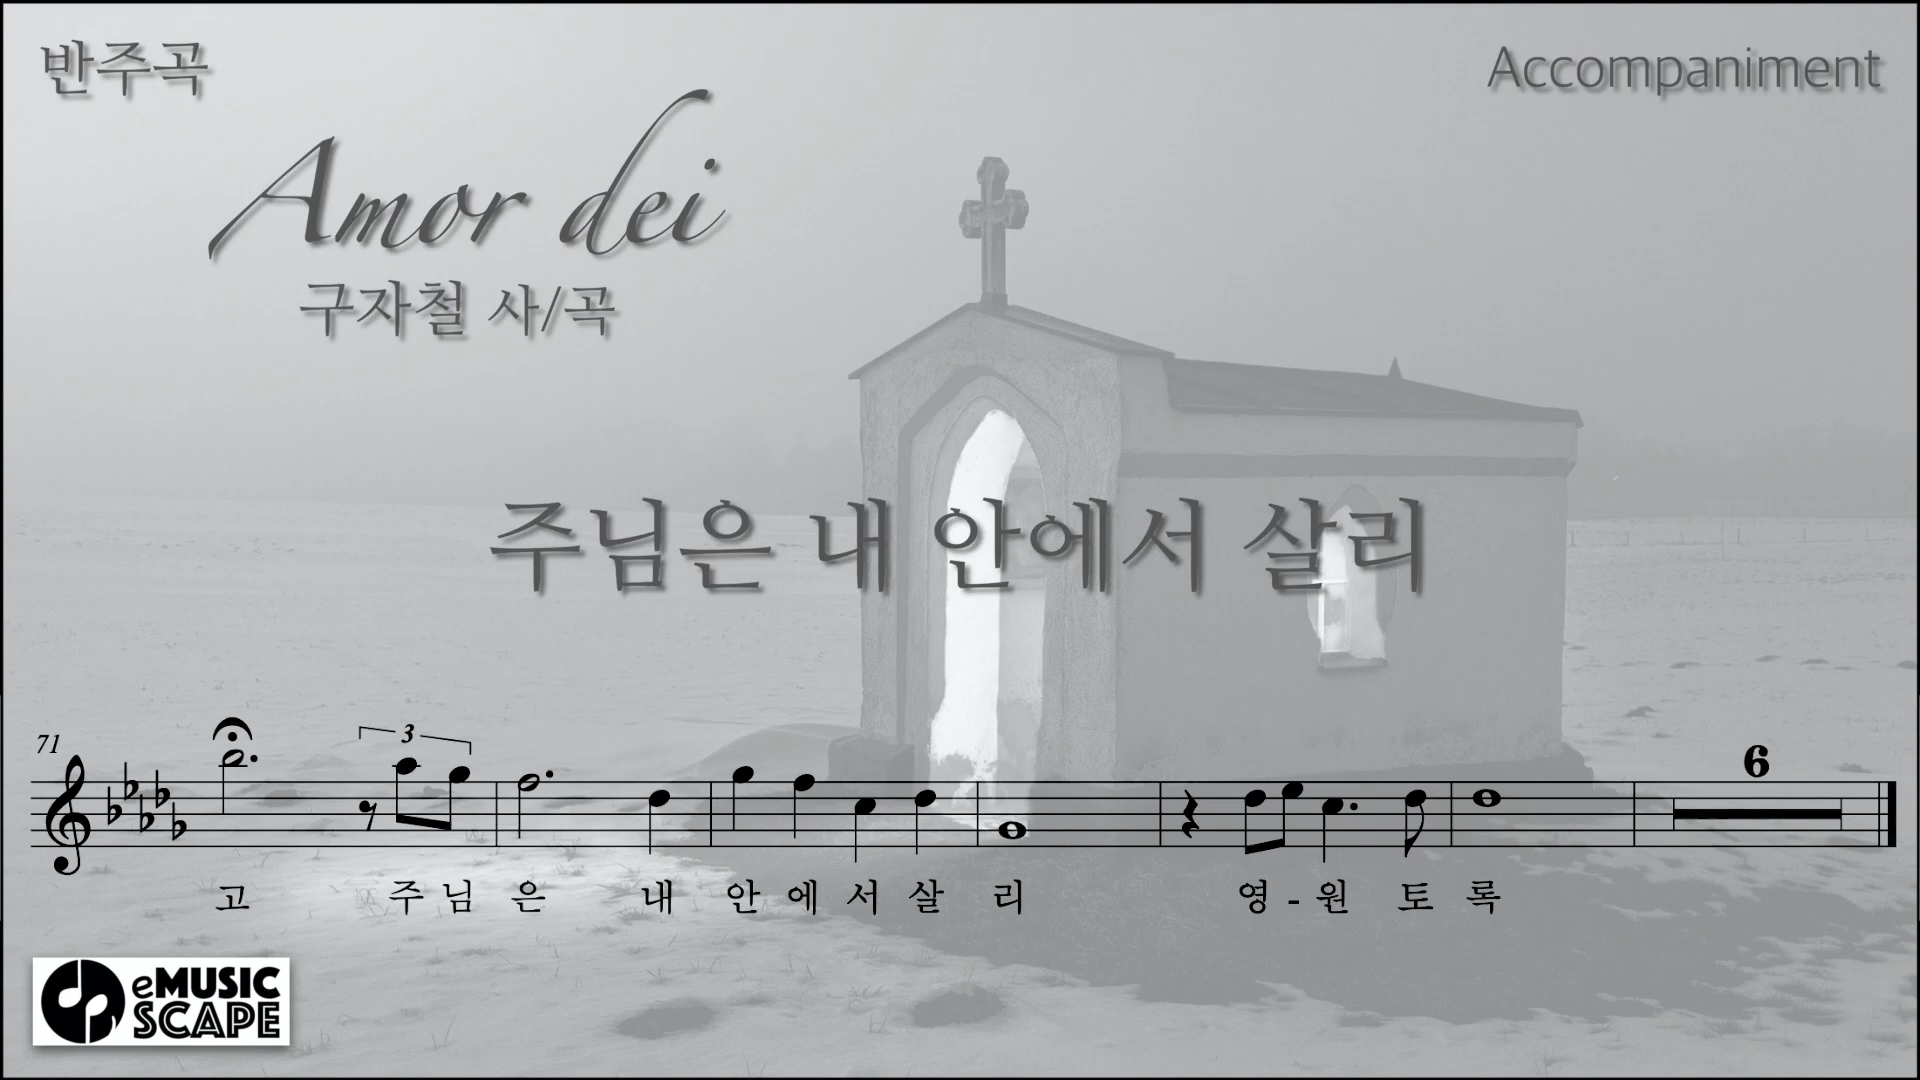 반주곡
Accompaniment
Amor dei
구자철 사/곡
주님은 내 안에서 살리
71
3
6
고 주 님 은 내 안 에 서 살 리 영 - 원 토 록
eMUSIC
SCAPE